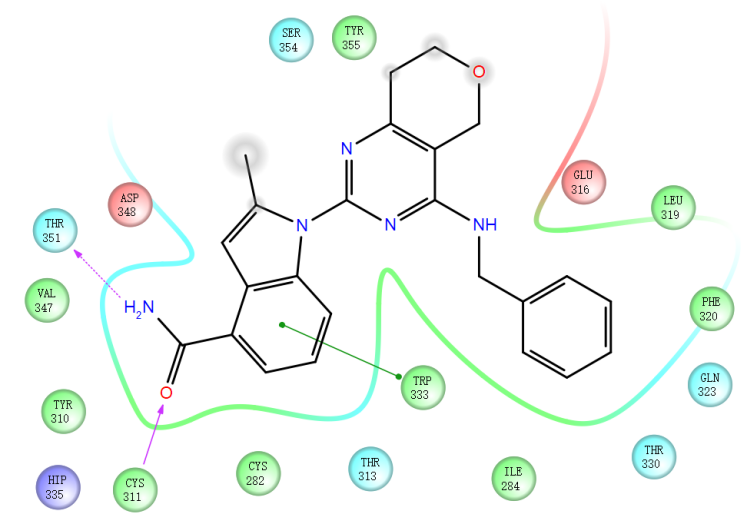 SER
354
TYR
355
O
N
GLU
316
ASP
348
LEU
319
THR
351
N
N
NH
VAL
347
H2N
PHE
320
TRP
333
GLN
323
O
TYR
310
THR
330
CYS
282
THR
313
ILE
284
HIP
335
CYS
311